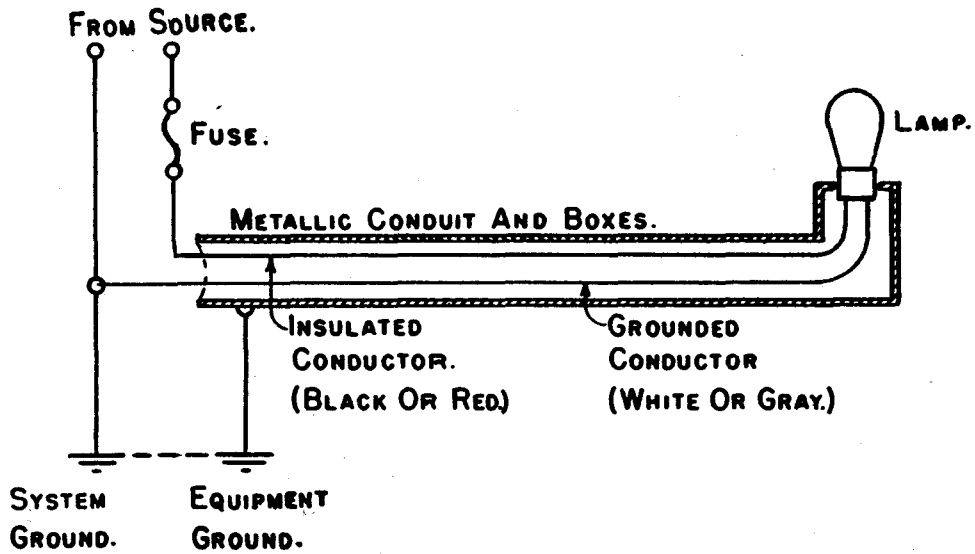 FROM SOURCE.
FUSE.
LAMP.
METALLIC CONDUIT AND BOXES.
INSULATED
CONDUCTOR.
(BLACK OR RED.)
GROUNDED
CONDUCTOR
(WHITE OR GRAY.)
SYSTEM
GROUND.
EQUIPMENT
GROUND.